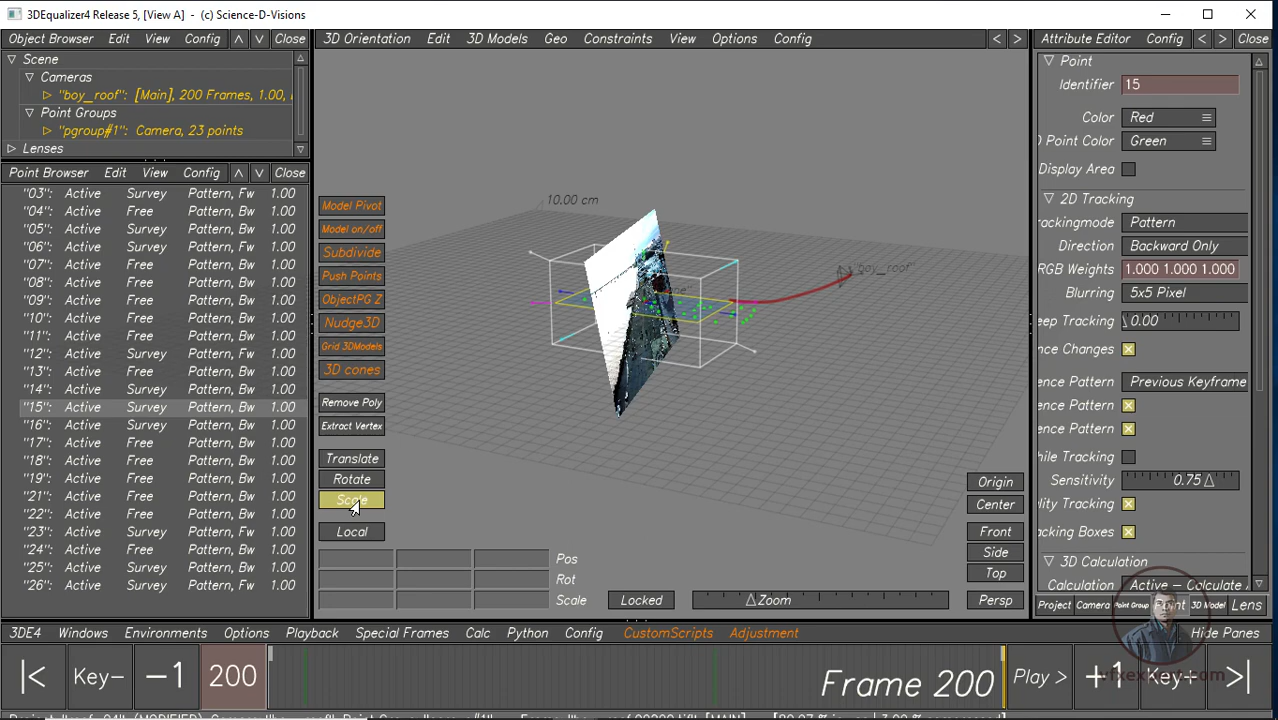 3DEqualizer4 Release 5, [View A] - (c) Science-D-Visions
Object Browser Edit View Config Close
Scene
Cameras
"boy_roof": [Main], 200 Frames, 1.00,
Point Groups
"pgroup#1": Camera, 23 points
Lenses
Point Browser Edit View Config Close
"03": Active Survey Pattern, Fw 1.00
"04": Active Free Pattern, Bw 1.00
"05": Active Survey Pattern, Bw 1.00
"06": Active Survey Pattern, Fw 1.00
"07": Active Free Pattern, Bw 1.00
"08": Active Free Pattern, Bw 1.00
"09": Active Free Pattern, Bw 1.00
"10": Active Free Pattern, Bw 1.00
"11": Active Free Pattern, Bw 1.00
"12": Active Survey Pattern, Fw 1.00
"13": Active Free Pattern, Bw 1.00
"14": Active Survey Pattern, Bw 1.00
"15": Active Survey Pattern, Bw 1.00
"16": Active Survey Pattern, Bw 1.00
"17": Active Free Pattern, Bw 1.00
"18": Active Free Pattern, Bw 1.00
"19": Active Free Pattern, Bw 1.00
"21": Active Free Pattern, Bw 1.00
"22": Active Free Pattern, Bw 1.00
"23": Active Survey Pattern, Fw 1.00
"24": Active Free Pattern, Bw 1.00
"25": Active Survey Pattern, Bw 1.00
"26": Active Survey Pattern, Fw 1.00
3D Orientation Edit 3D Models Geo Constraints View Options Config < >
10.00 cm
"boy_roof"
Model Pivot
Model on/off
Subdivide
Push Points
ObjectPG Z
Nudge3D
Grid 3DModels
3D cones
Remove Poly
Extract Vertex
Translate
Rotate
Scale
Local
Pos
Rot
Scale
Locked
Zoom
Origin
Center
Front
Side
Top
Persp
Attribute Editor Config < > Close
Point
Identifier 15
Color Red
D Point Color Green
Display Area
2D Tracking
rackingmode Pattern
Direction Backward Only
RGB Weights 1.000 1.000 1.000
Blurring 5x5 Pixel
eep Tracking 0.00
nce Changes
ence Pattern Previous Keyframe
ence Pattern
ence Pattern
hile Tracking
Sensitivity 0.75
lity Tracking
acking Boxes
3D Calculation
Calculation Active - Calculate
Project Camera Point Group Point 3D Model Lens
3DE4 Windows Environments Options Playback Special Frames Calc Python Config CustomScripts Adjustment Hide Panes
|< Key- -1 200 Frame 200 Play > +1 Key+ >|